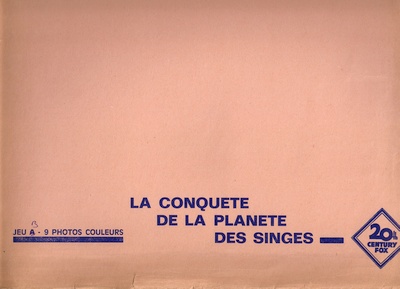 LA CONQUETE
DE LA PLANETE
JEU A - 9 PHOTOS COULEURS
DES SINGES
20th
CENTURY
FOX